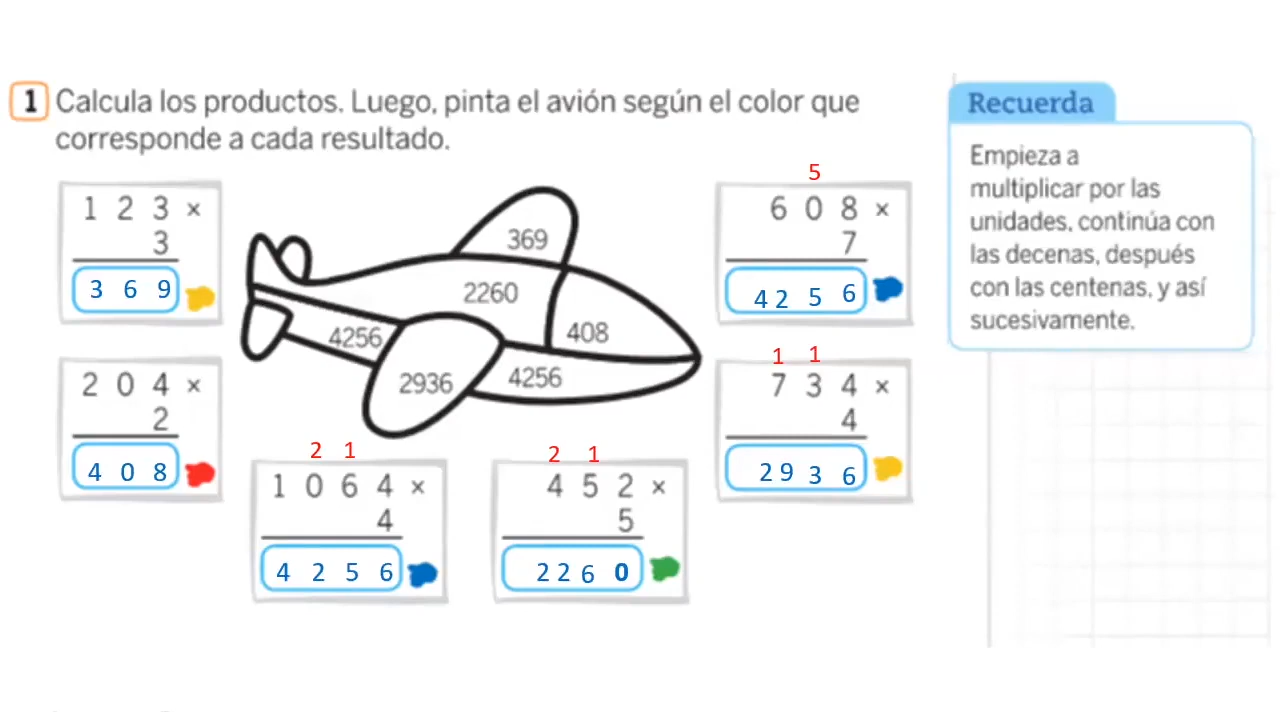 1 Calcula los productos. Luego, pinta el avión según el color que
corresponde a cada resultado.
Recuerda
Empieza a
multiplicar por las
unidades, continúa con
las decenas, después
con las centenas, y así
sucesivamente.
1 2 3 ×
3
3 6 9
2 0 4 ×
2
4 0 8
369
2260
408
4256
2936
4256
5
6 0 8 ×
7
4 2 5 6
1 1
7 3 4 ×
4
2 9 3 6
2 1
1 0 6 4 ×
4
4 2 5 6
2 1
4 5 2 ×
5
2 2 6 0